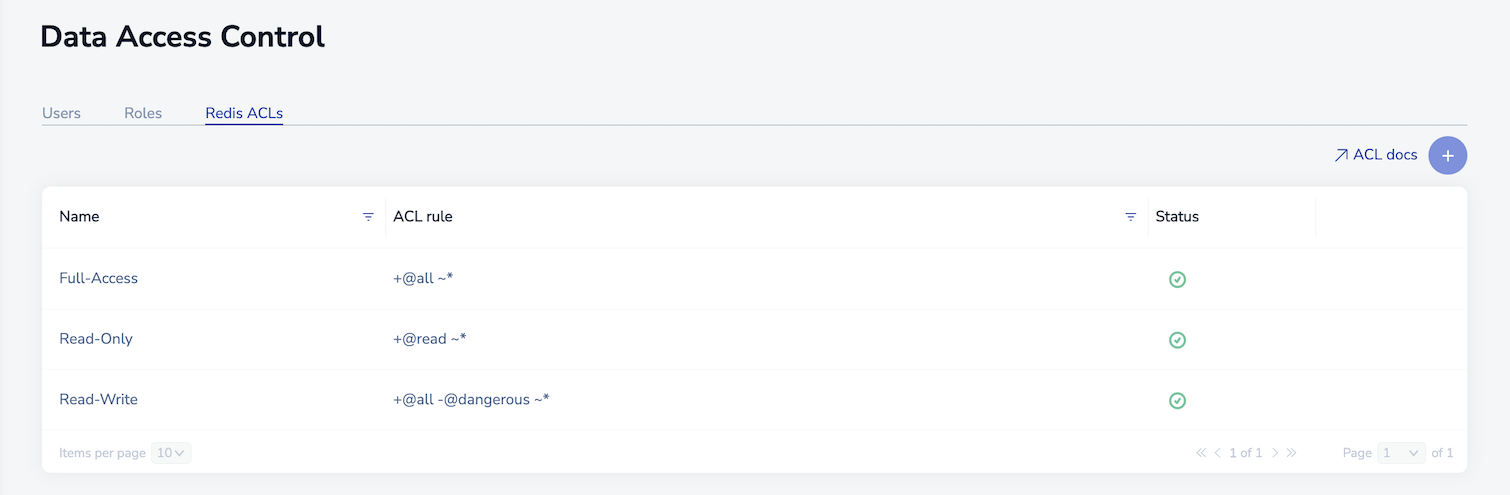 Data Access Control
Users Roles Redis ACLs
ACL docs +
Name ACL rule Status
Full-Access +@all ~*
Read-Only +@read ~*
Read-Write +@all -@dangerous ~*
Items per page 10 1 of 1 Page 1 of 1